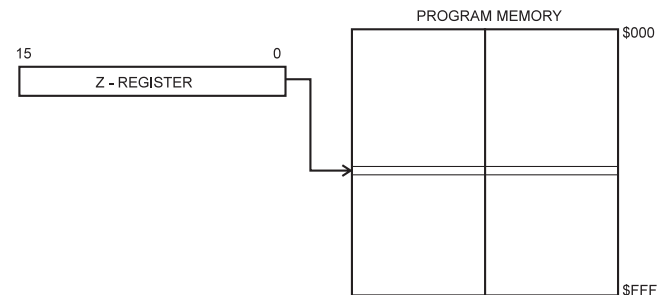 PROGRAM MEMORY
$000
15 0
Z - REGISTER
$FFF